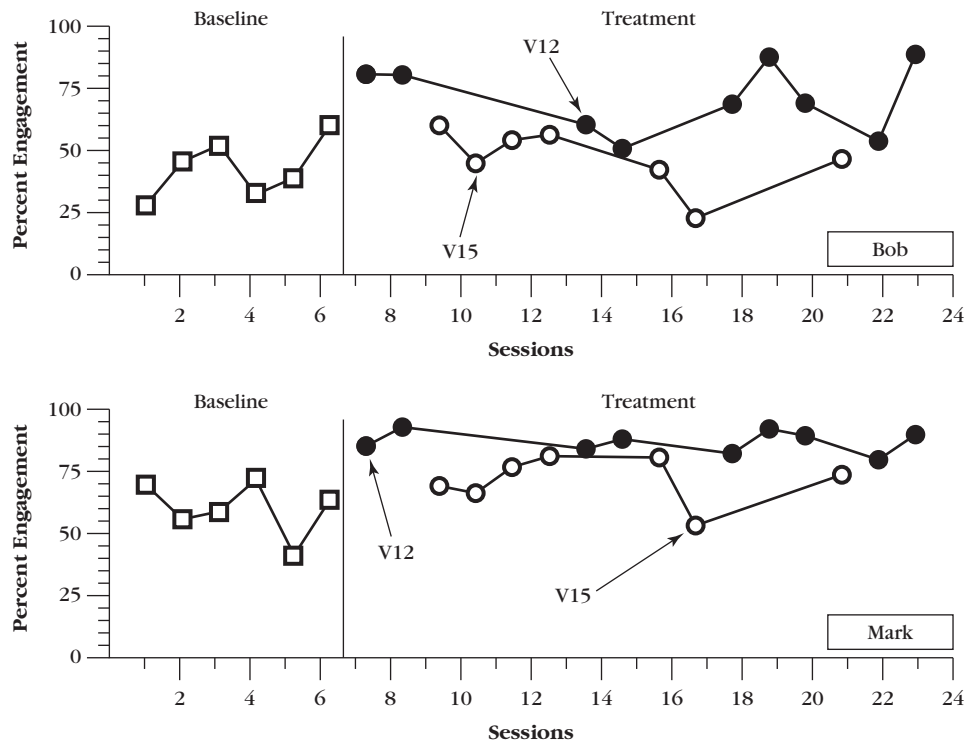 Baseline Treatment
100
75
50
25
0
Percent Engagement
V12
V15
Bob
2 4 6 8 10 12 14 16 18 20 22 24
Sessions
Baseline Treatment
100
75
50
25
0
Percent Engagement
V12
V15
Mark
2 4 6 8 10 12 14 16 18 20 22 24
Sessions